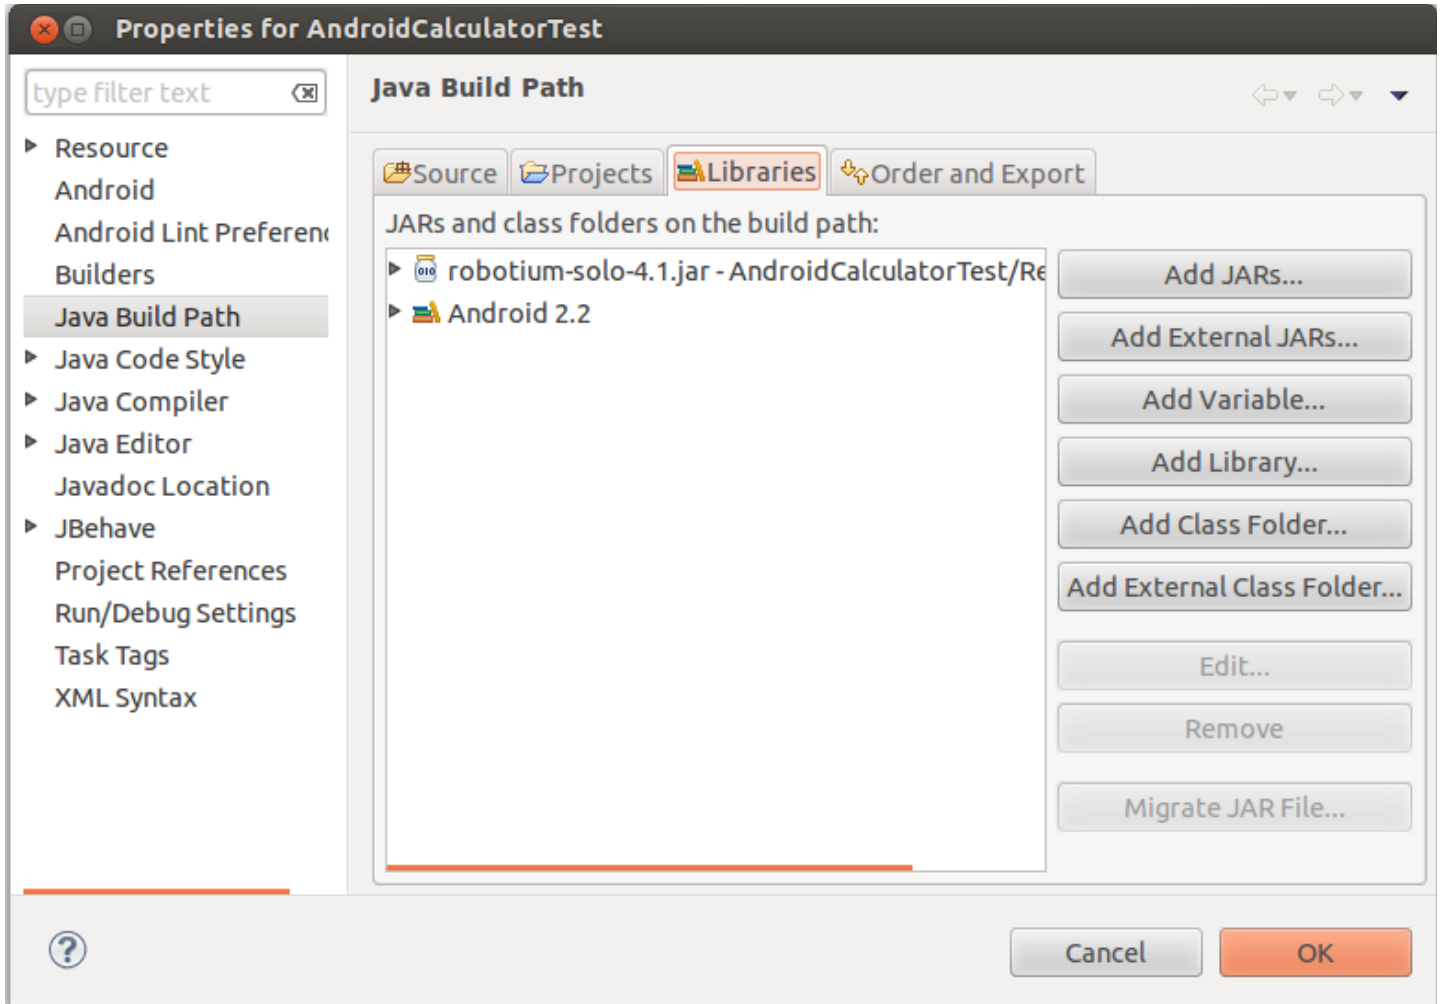 Properties for AndroidCalculatorTest
type filter text
Resource
Android
Android Lint Preferen
Builders
Java Build Path
Java Code Style
Java Compiler
Java Editor
Javadoc Location
JBehave
Project References
Run/Debug Settings
Task Tags
XML Syntax
Java Build Path
Source Projects Libraries Order and Export
JARs and class folders on the build path:
010 robotium-solo-4.1.jar - AndroidCalculatorTest/Re
Android 2.2
Add JARs...
Add External JARs...
Add Variable...
Add Library...
Add Class Folder...
Add External Class Folder...
Edit...
Remove
Migrate JAR File...
?
Cancel
OK